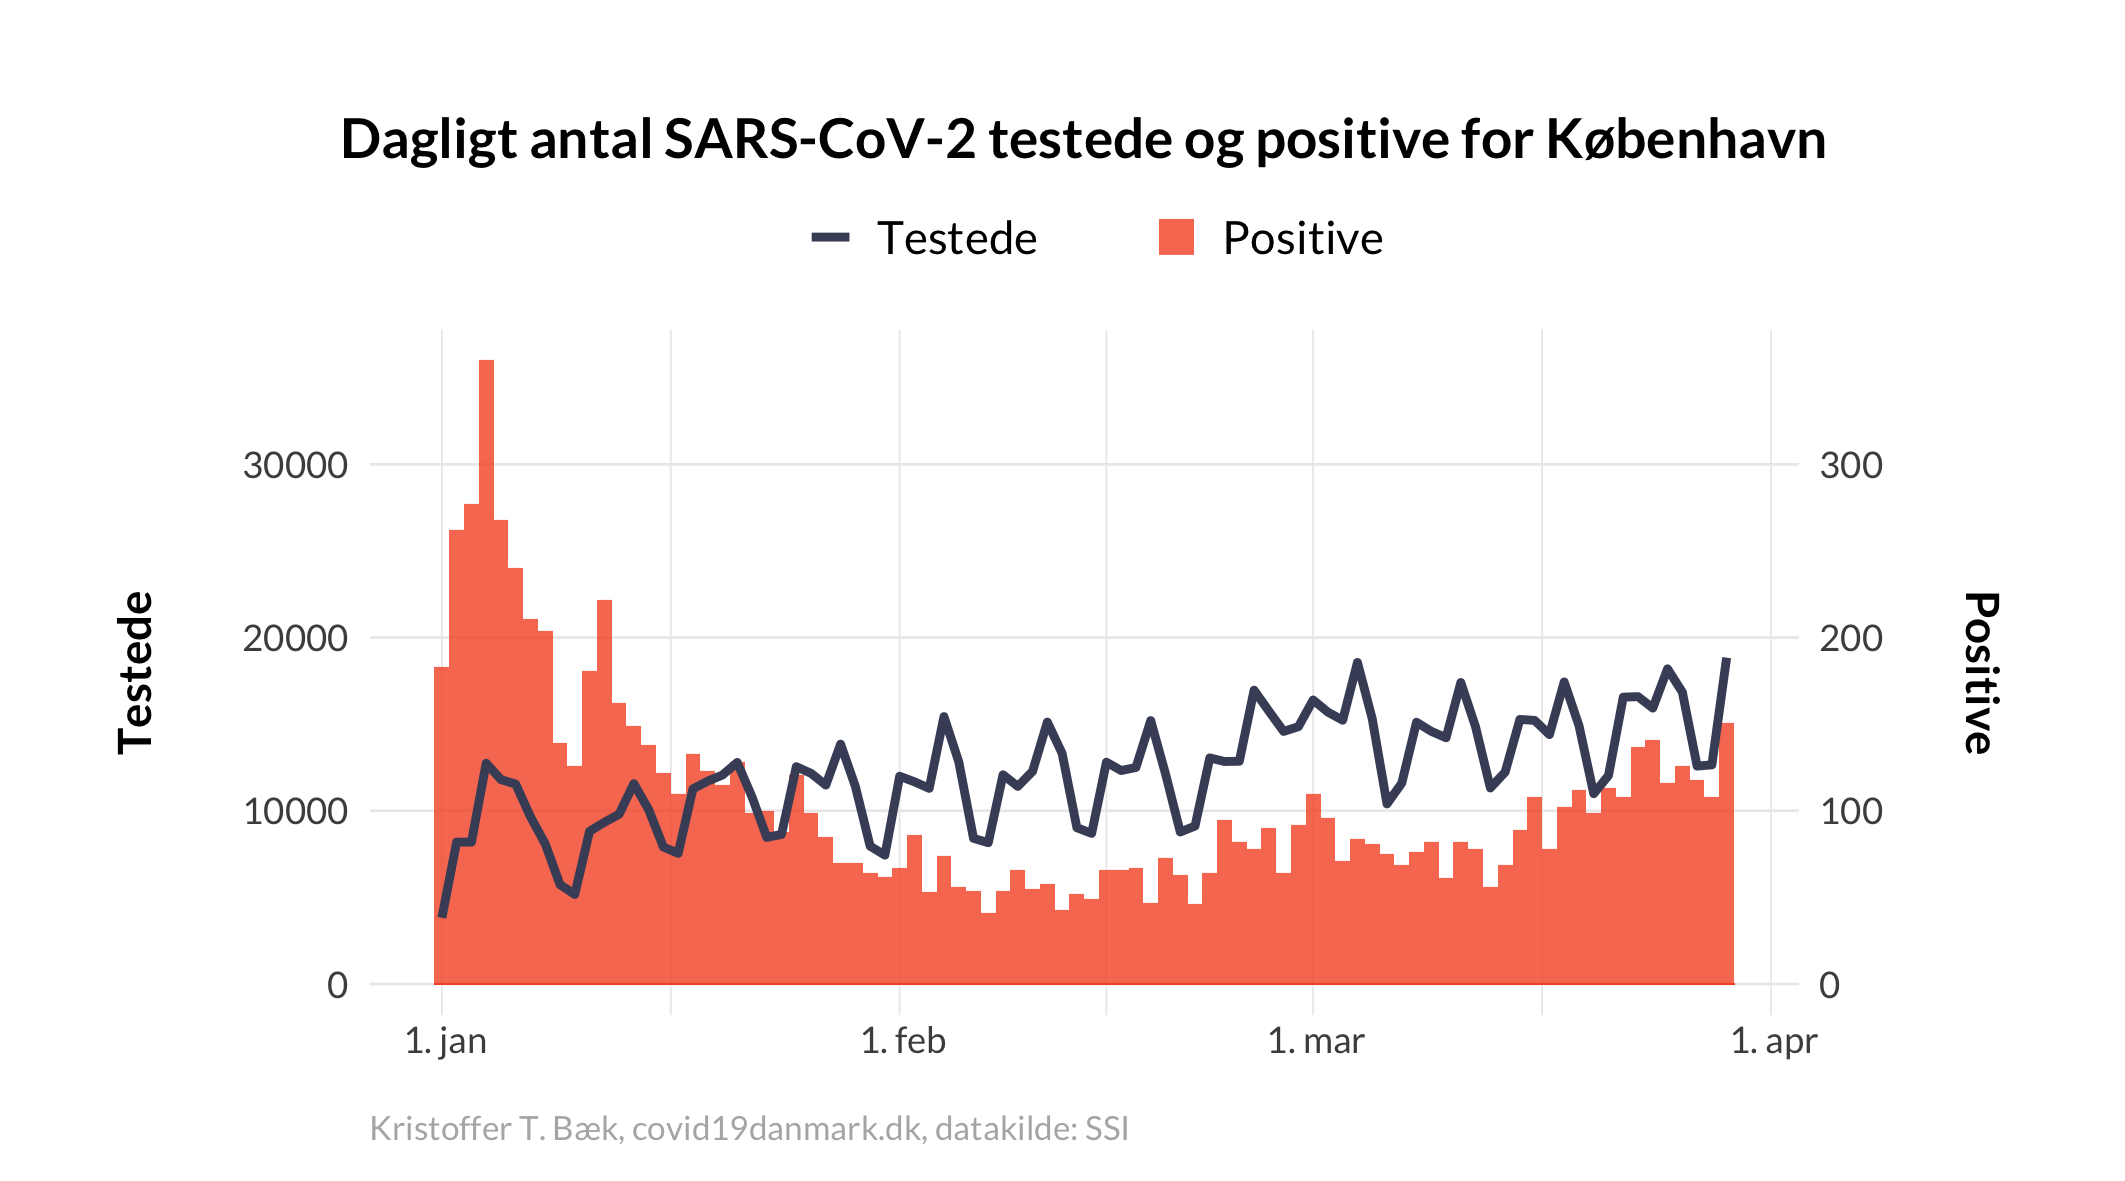 Dagligt antal SARS-CoV-2 testede og positive for København
Testede Positive
30000 300
20000 200
10000 100
0 0
Testede
Positive
1. jan 1. feb 1. mar 1. apr
Kristoffer T. Bæk, covid19danmark.dk, datakilde: SSI